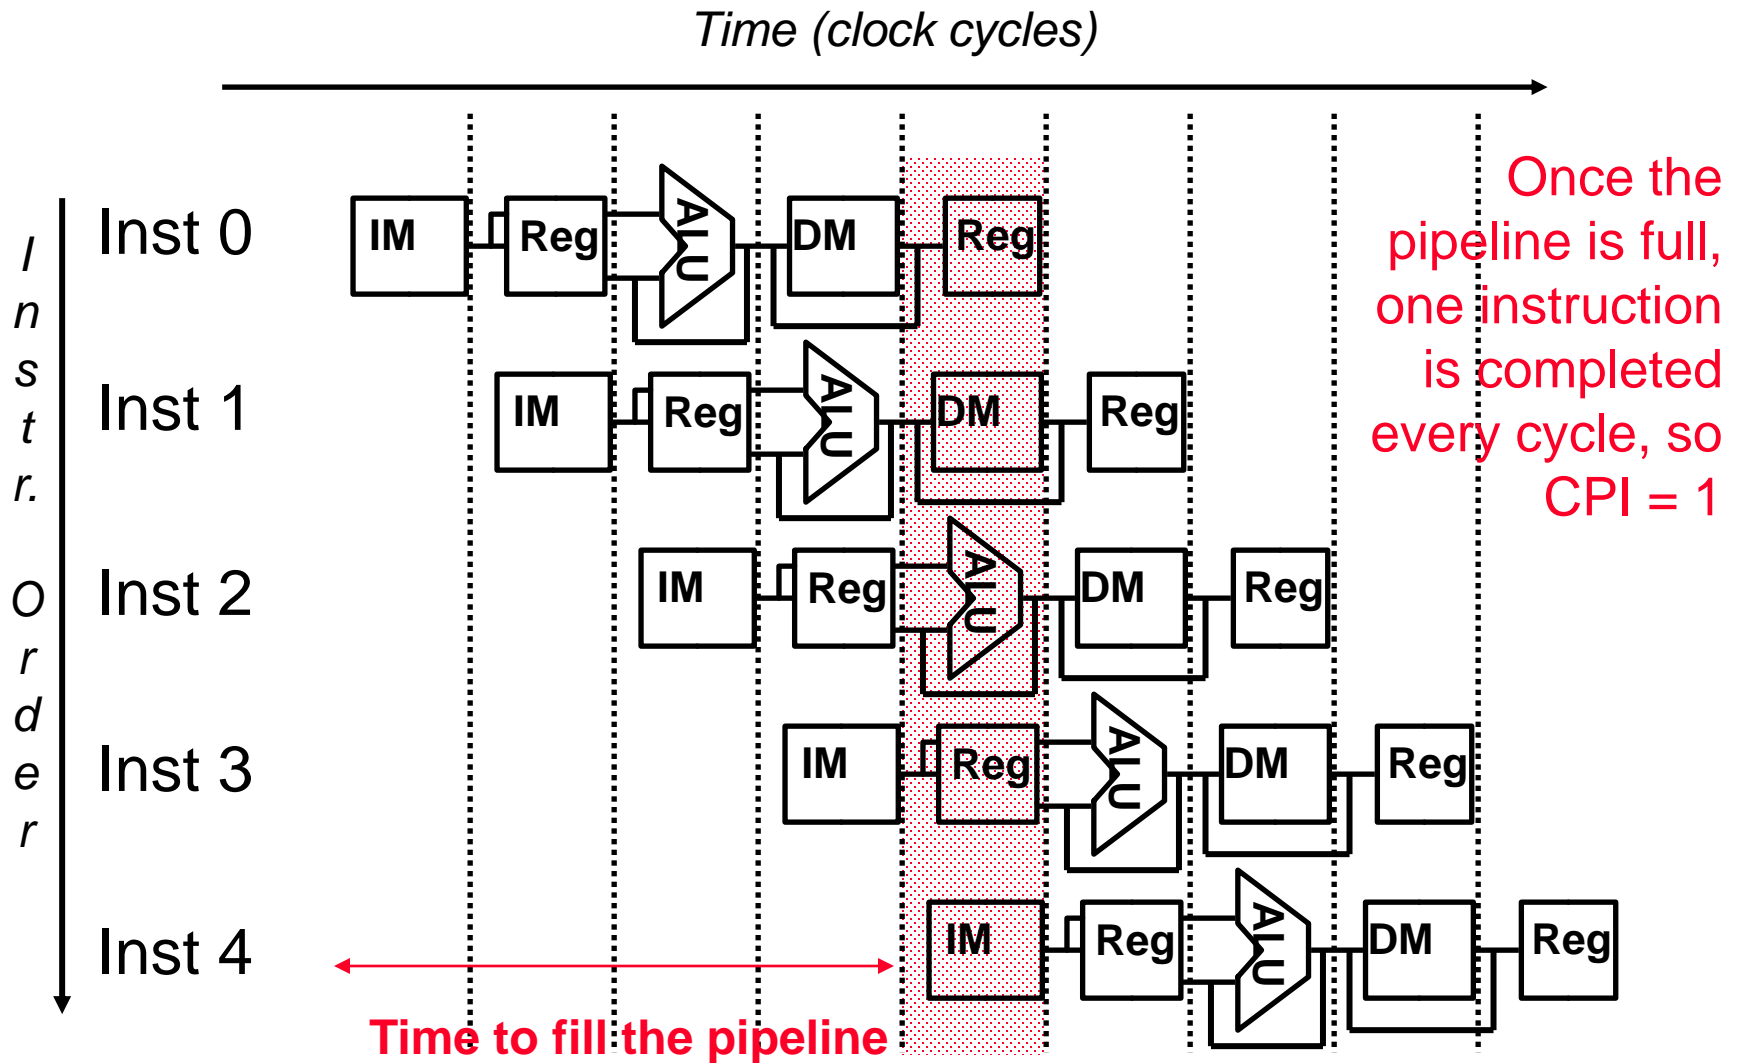 Time (clock cycles)
Instr. Order
Once the
pipeline is full,
one instruction
is completed
every cycle, so
CPI = 1
Inst 0 IM Reg ALU DM Reg
Inst 1 IM Reg ALU DM Reg
Inst 2 IM Reg ALU DM Reg
Inst 3 IM Reg ALU DM Reg
Inst 4 IM Reg ALU DM Reg
Time to fill the pipeline